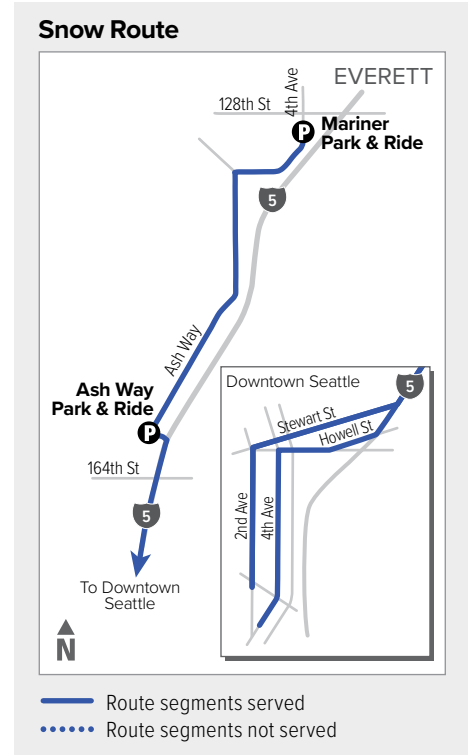 Snow Route
EVERETT
4th Ave
128th St
Mariner
Park & Ride
P
5
Ash Way
Ash Way
Park & Ride
P
164th St
5
To Downtown
Seattle
N
Downtown Seattle
5
Stewart St
Howell St
2nd Ave
4th Ave
Route segments served
Route segments not served